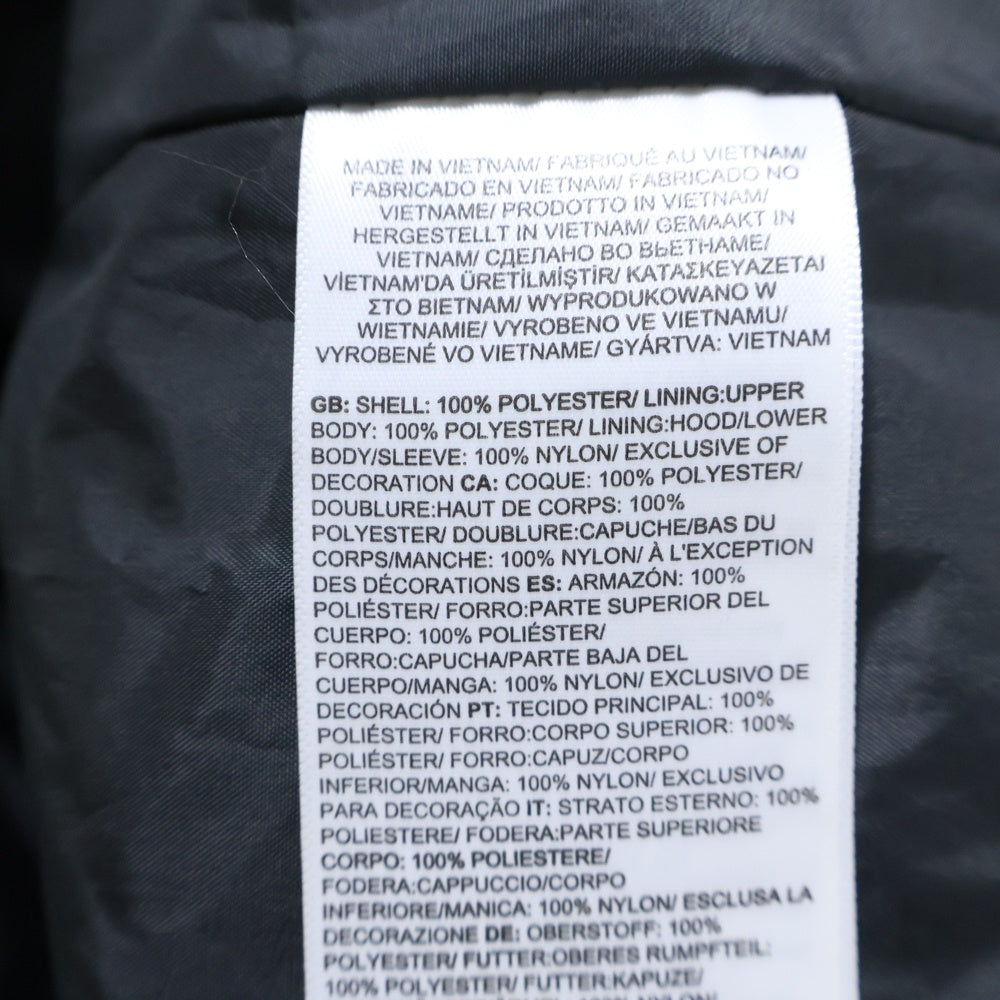 MADE IN VIETNAM/ FABRIQUÉ AU VIETNAM/
FABRICADO EN VIETNAM/ FABRICADO NO
VIETNAME/ PRODOTTO IN VIETNAM/
HERGESTELLT IN VIETNAM/ GEMAAKT IN
VIETNAM/ СДЕЛАНО ВО ВЬЕТНАМЕ/
VİETNAM'DA ÜRETİLMİŞTİR/ ΚΑΤΑΣΚΕΥΑΖΕΤΑΙ
ΣΤΟ ΒΙΕΤΝΑΜ/ WYPRODUKOWANO W
WIETNAMIE/ VYROBENO VE VIETNAMU/
VYROBENÉ VO VIETNAME/ GYÁRTVA: VIETNAM
GB: SHELL: 100% POLYESTER/ LINING:UPPER
BODY: 100% POLYESTER/ LINING:HOOD/LOWER
BODY/SLEEVE: 100% NYLON/ EXCLUSIVE OF
DECORATION CA: COQUE: 100% POLYESTER/
DOUBLURE:HAUT DE CORPS: 100%
POLYESTER/ DOUBLURE:CAPUCHE/BAS DU
CORPS/MANCHE: 100% NYLON/ À L'EXCEPTION
DES DÉCORATIONS ES: ARMAZÓN: 100%
POLIÉSTER/ FORRO:PARTE SUPERIOR DEL
CUERPO: 100% POLIÉSTER/
FORRO:CAPUCHA/PARTE BAJA DEL
CUERPO/MANGA: 100% NYLON/ EXCLUSIVO DE
DECORACIÓN PT: TECIDO PRINCIPAL: 100%
POLIÉSTER/ FORRO:CORPO SUPERIOR: 100%
POLIÉSTER/ FORRO:CAPUZ/CORPO
INFERIOR/MANGA: 100% NYLON/ EXCLUSIVO
PARA DECORAÇÃO IT: STRATO ESTERNO: 100%
POLIESTERE/ FODERA:PARTE SUPERIORE
CORPO: 100% POLIESTERE/
FODERA:CAPPUCCIO/CORPO
INFERIORE/MANICA: 100% NYLON/ ESCLUSA LA
DECORAZIONE DE: OBERSTOFF: 100%
POLYESTER/ FUTTER:OBERES RUMPFTEIL:
100% POLYESTER/ FUTTER:KAPUZE/